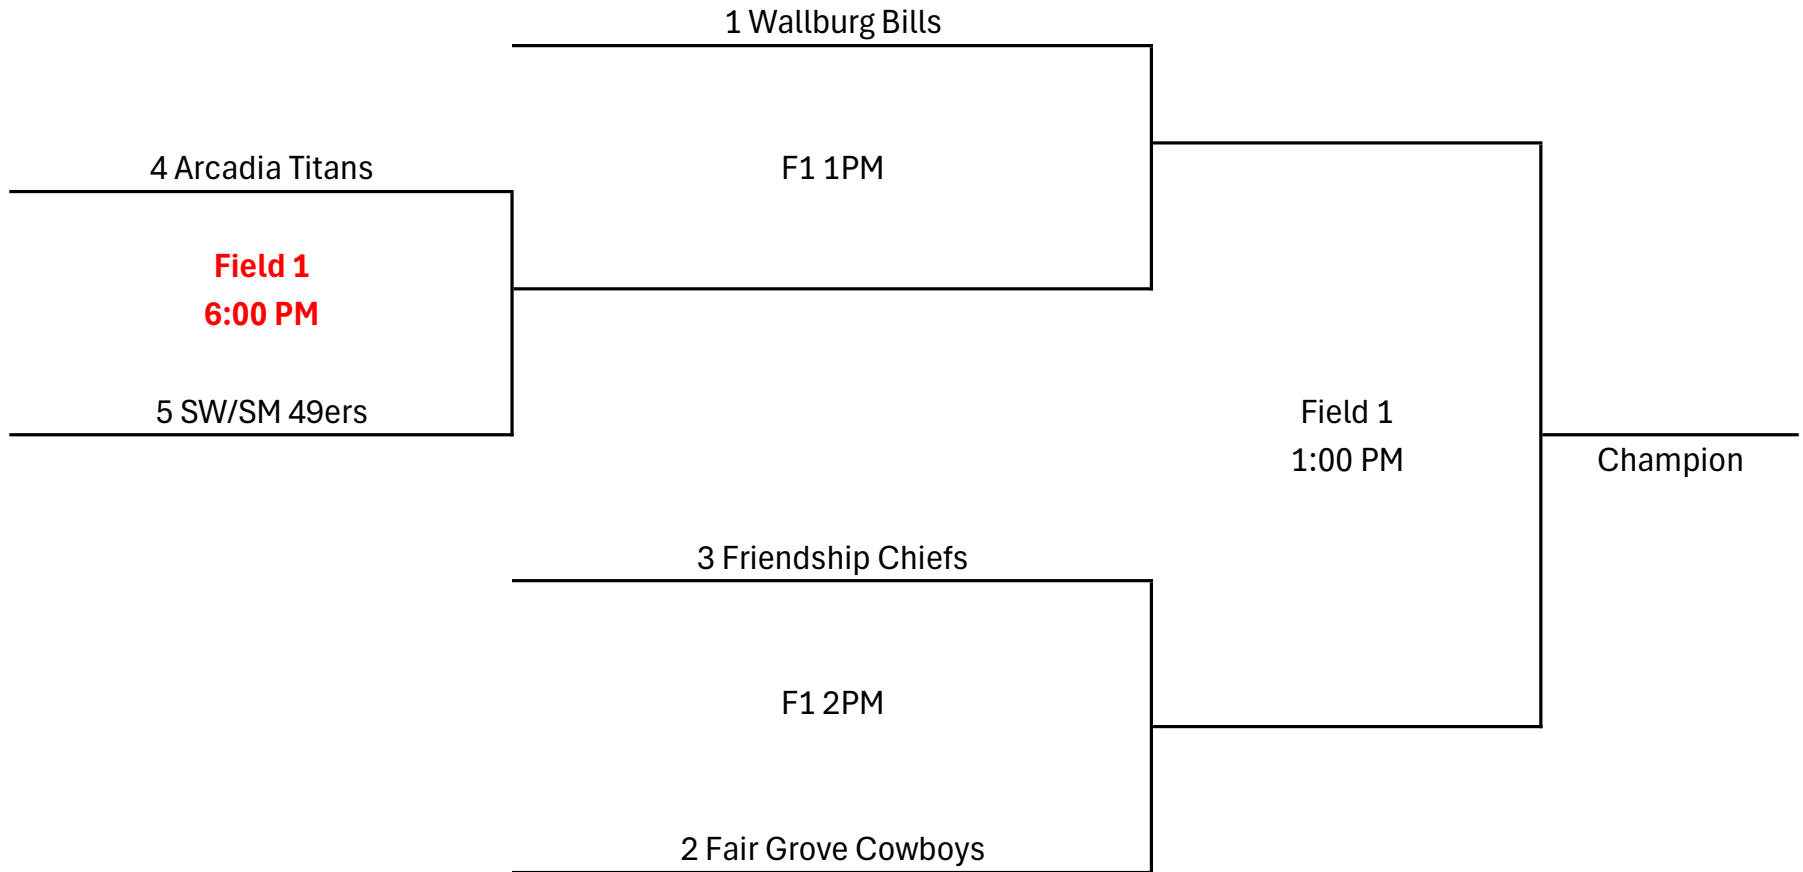 1 Wallburg Bills
4 Arcadia Titans
F1 1PM
Field 1
6:00 PM
5 SW/SM 49ers
Field 1
1:00 PM
Champion
3 Friendship Chiefs
F1 2PM
2 Fair Grove Cowboys